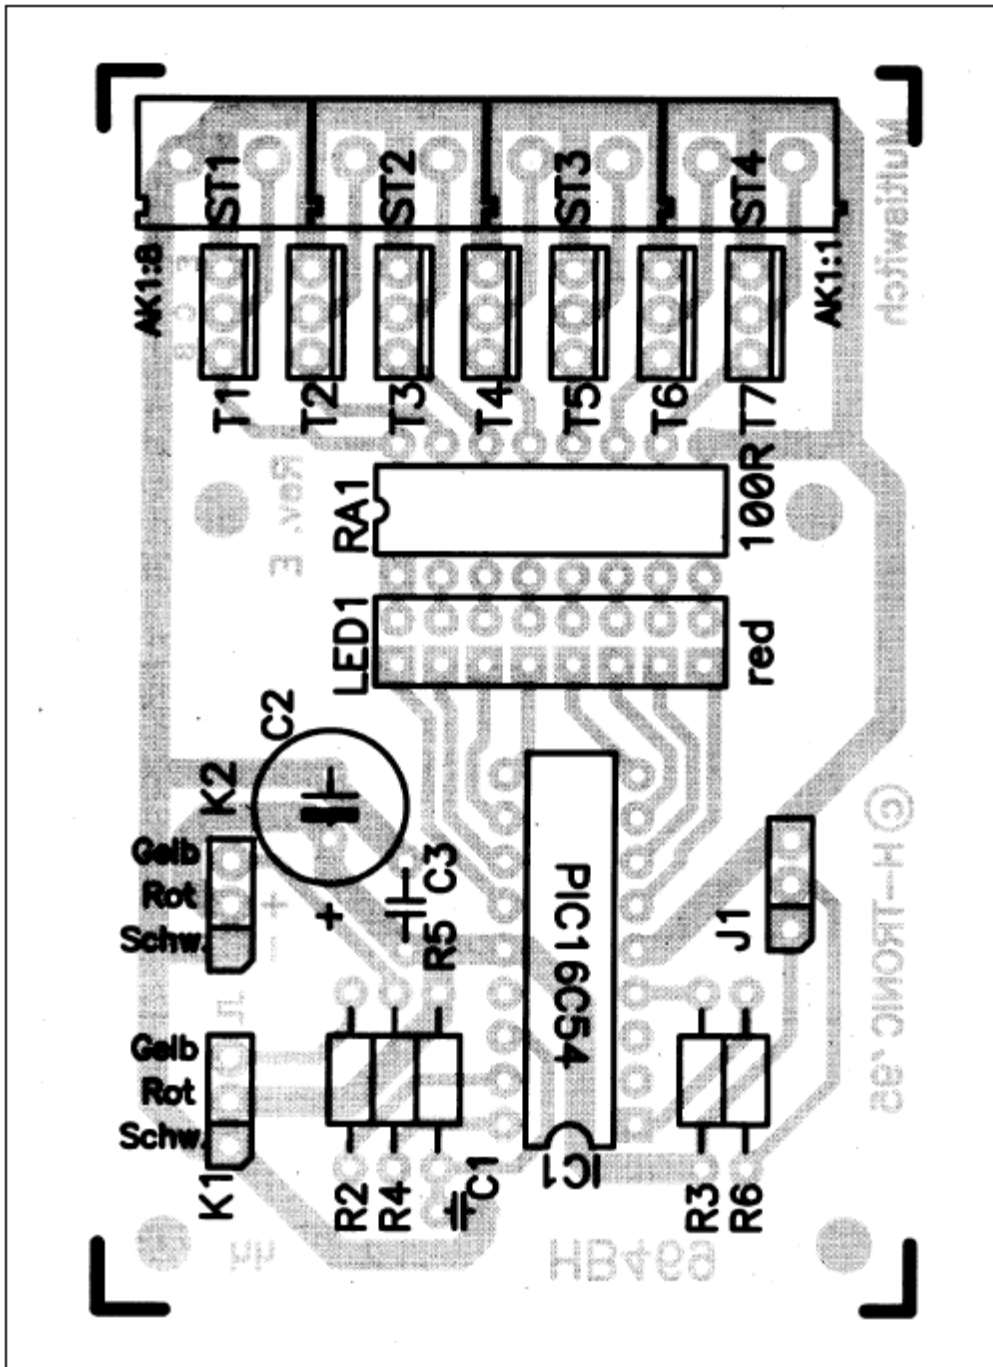 ST1
ST2
ST3
ST4
AK1:8
AK1:1
E
C
B
Multiswitch
T1
T2
T3
T4
T5
T6
T7
Rev. E
RA1
100R
LED1
red
C2
K2
Gelb
Rot
Schw.
+
C3
R5
PIC16C54
J1
© H-TRONIC '95
+
-
Gelb
Rot
Schw.
K1
R2
R4
C1
IC1
R3
R6
HB469